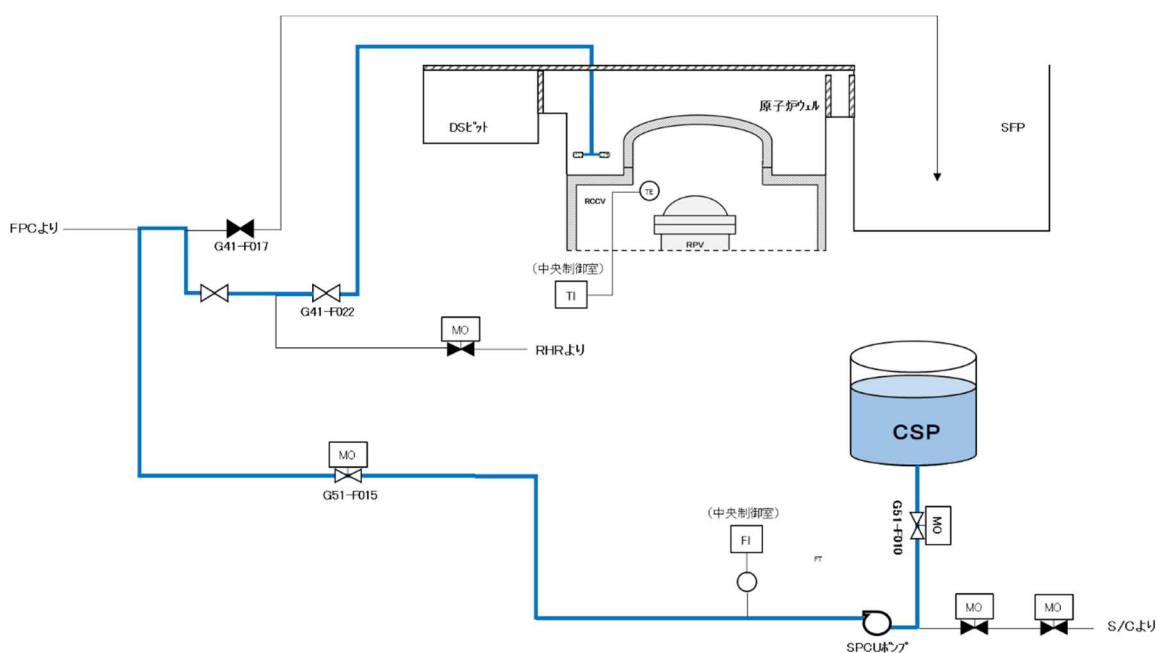 原子炉ウェル
DSピット
SFP
TE
RCCV
FPCより
G41-F017
RPV
(中央制御室)
TI
G41-F022
MO
RHRより
CSP
MO
G51-F015
(中央制御室)
FI
FT
G51-F010
MO
MO
MO
S/Cより
SPCUポンプ